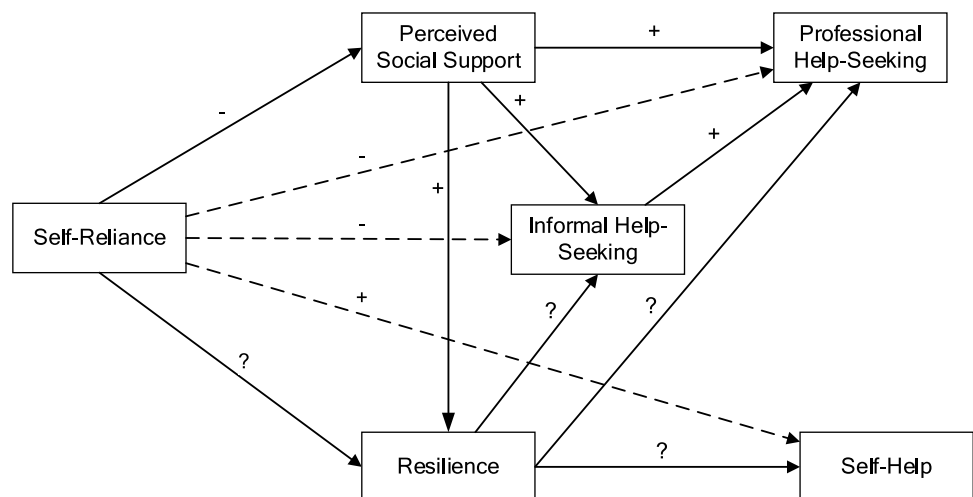 Perceived
Social Support
Professional
Help-Seeking
+
-
+
+
-
+
Self-Reliance
-
Informal Help-
Seeking
+
?
?
?
Resilience
?
Self-Help